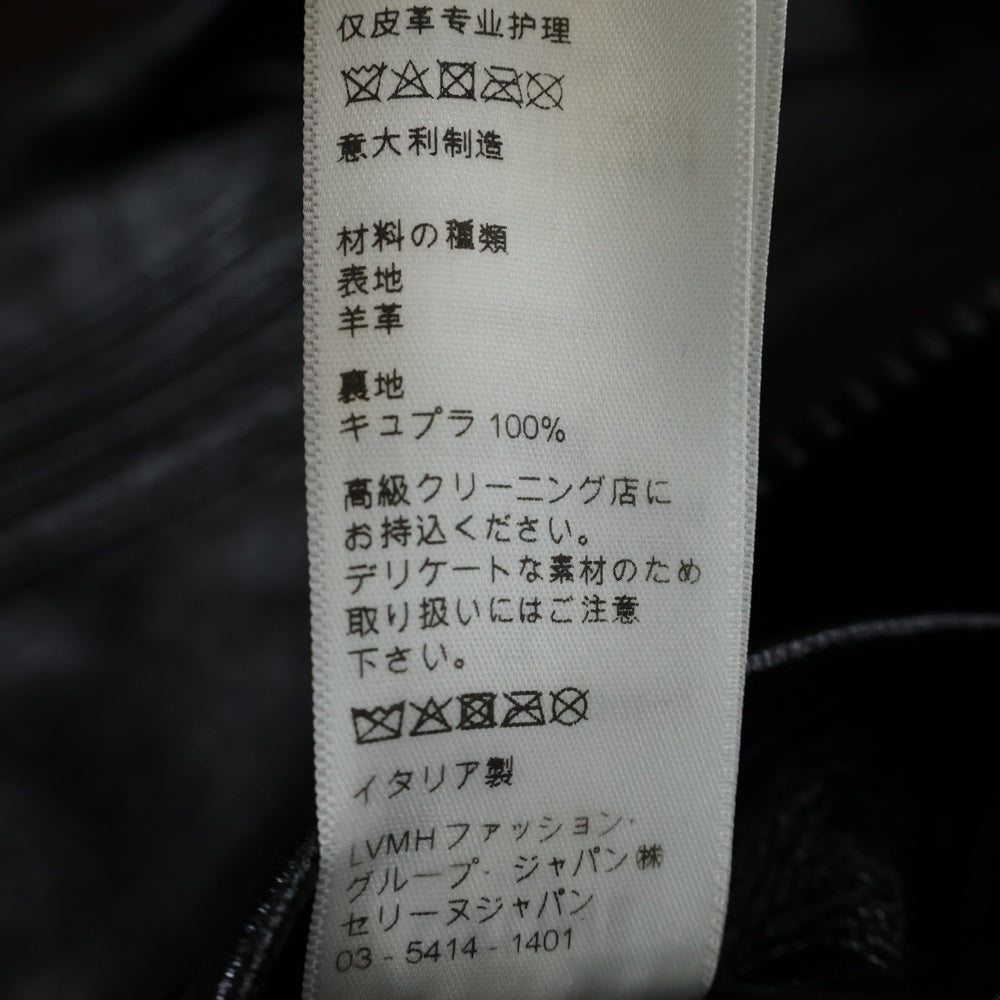 仅皮革专业护理
意大利制造
材料の種類
表地
羊革
裏地
キュプラ 100%
高級クリーニング店に
お持込ください。
デリケートな素材のため
取り扱いにはご注意
下さい。
イタリア製
LVMHファッション・
グループ・ジャパン㈱
セリーヌジャパン
03 - 5414 - 1401